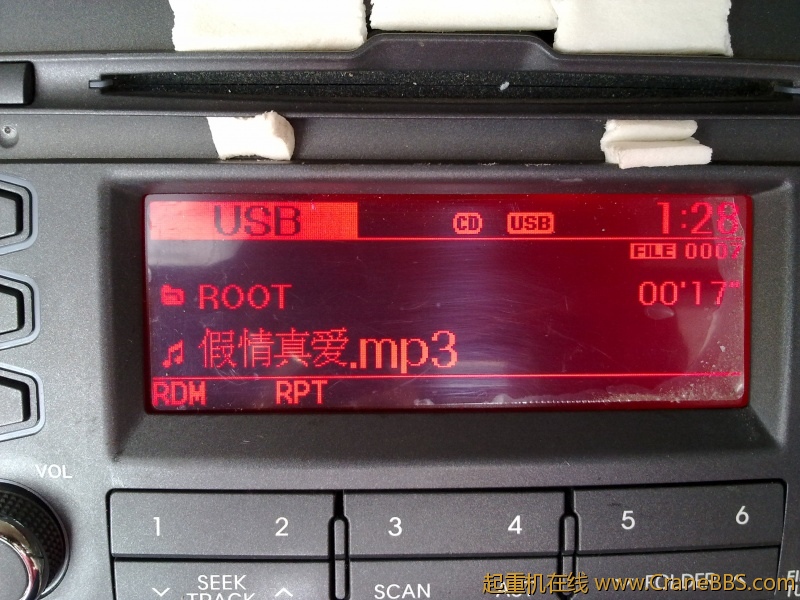 USB CD USB 1:28
FILE 0007
ROOT 00'17"
假情真爱.mp3
RDM RPT
VOL
1 2 3 4 5 6
SEEK
TRACK
SCAN
FOLDER
起重机在线 www.CraneBBS.com